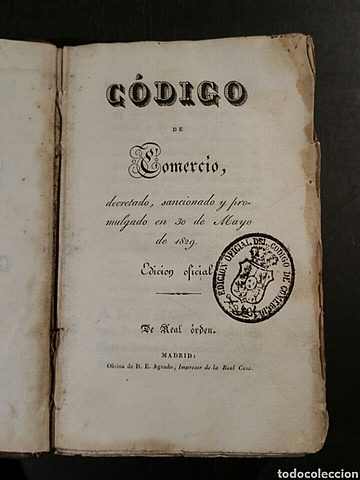 CÓDIGO
DE
Comercio,
decretado, sancionado y pro-
mulgado en 30 de Mayo
de 1829.
Edicion oficial
EDICION OFICIAL DEL CODIGO DE COMERCIO
De Real órden.
MADRID:
Oficina de D. L. Amarita, Impresor de la Real Casa.
todocoleccion